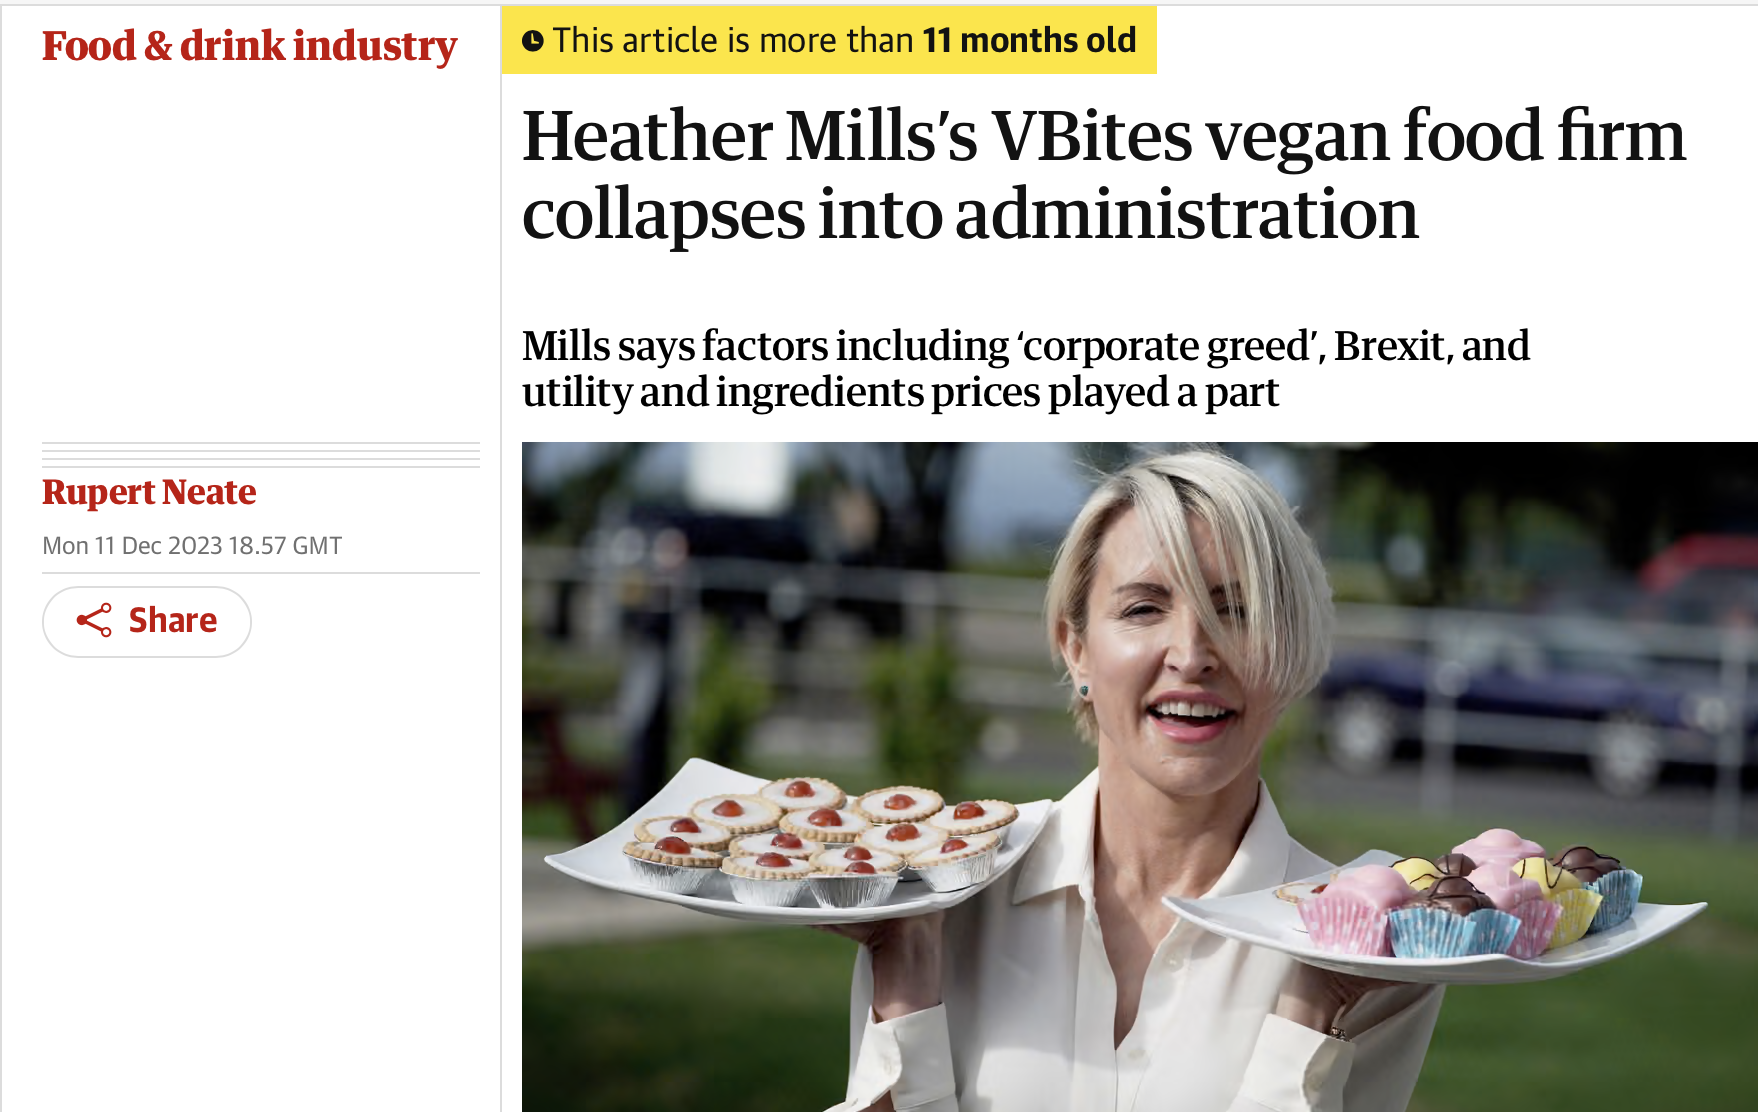 Food & drink industry
This article is more than 11 months old
Heather Mills’s VBites vegan food firm
collapses into administration
Mills says factors including ‘corporate greed’, Brexit, and
utility and ingredients prices played a part
Rupert Neate
Mon 11 Dec 2023 18.57 GMT
Share